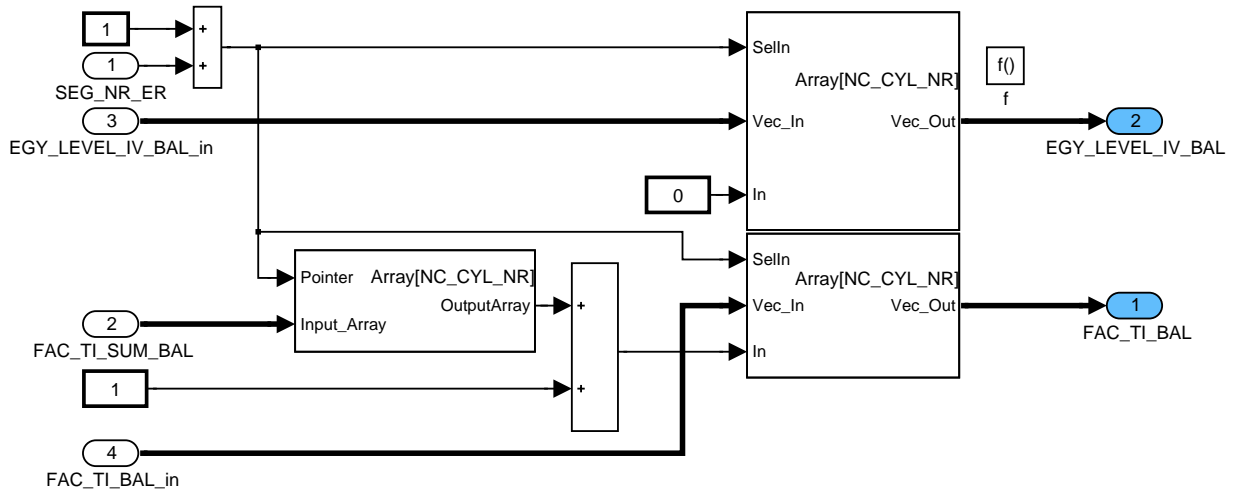 1
+
+
1
SEG_NR_ER
3
EGY_LEVEL_IV_BAL_in
SelIn
Array[NC_CYL_NR]
Vec_In
Vec_Out
0
In
f()
f
2
EGY_LEVEL_IV_BAL
Pointer
Array[NC_CYL_NR]
OutputArray
Input_Array
2
FAC_TI_SUM_BAL
1
+
+
SelIn
Array[NC_CYL_NR]
Vec_In
Vec_Out
In
1
FAC_TI_BAL
4
FAC_TI_BAL_in